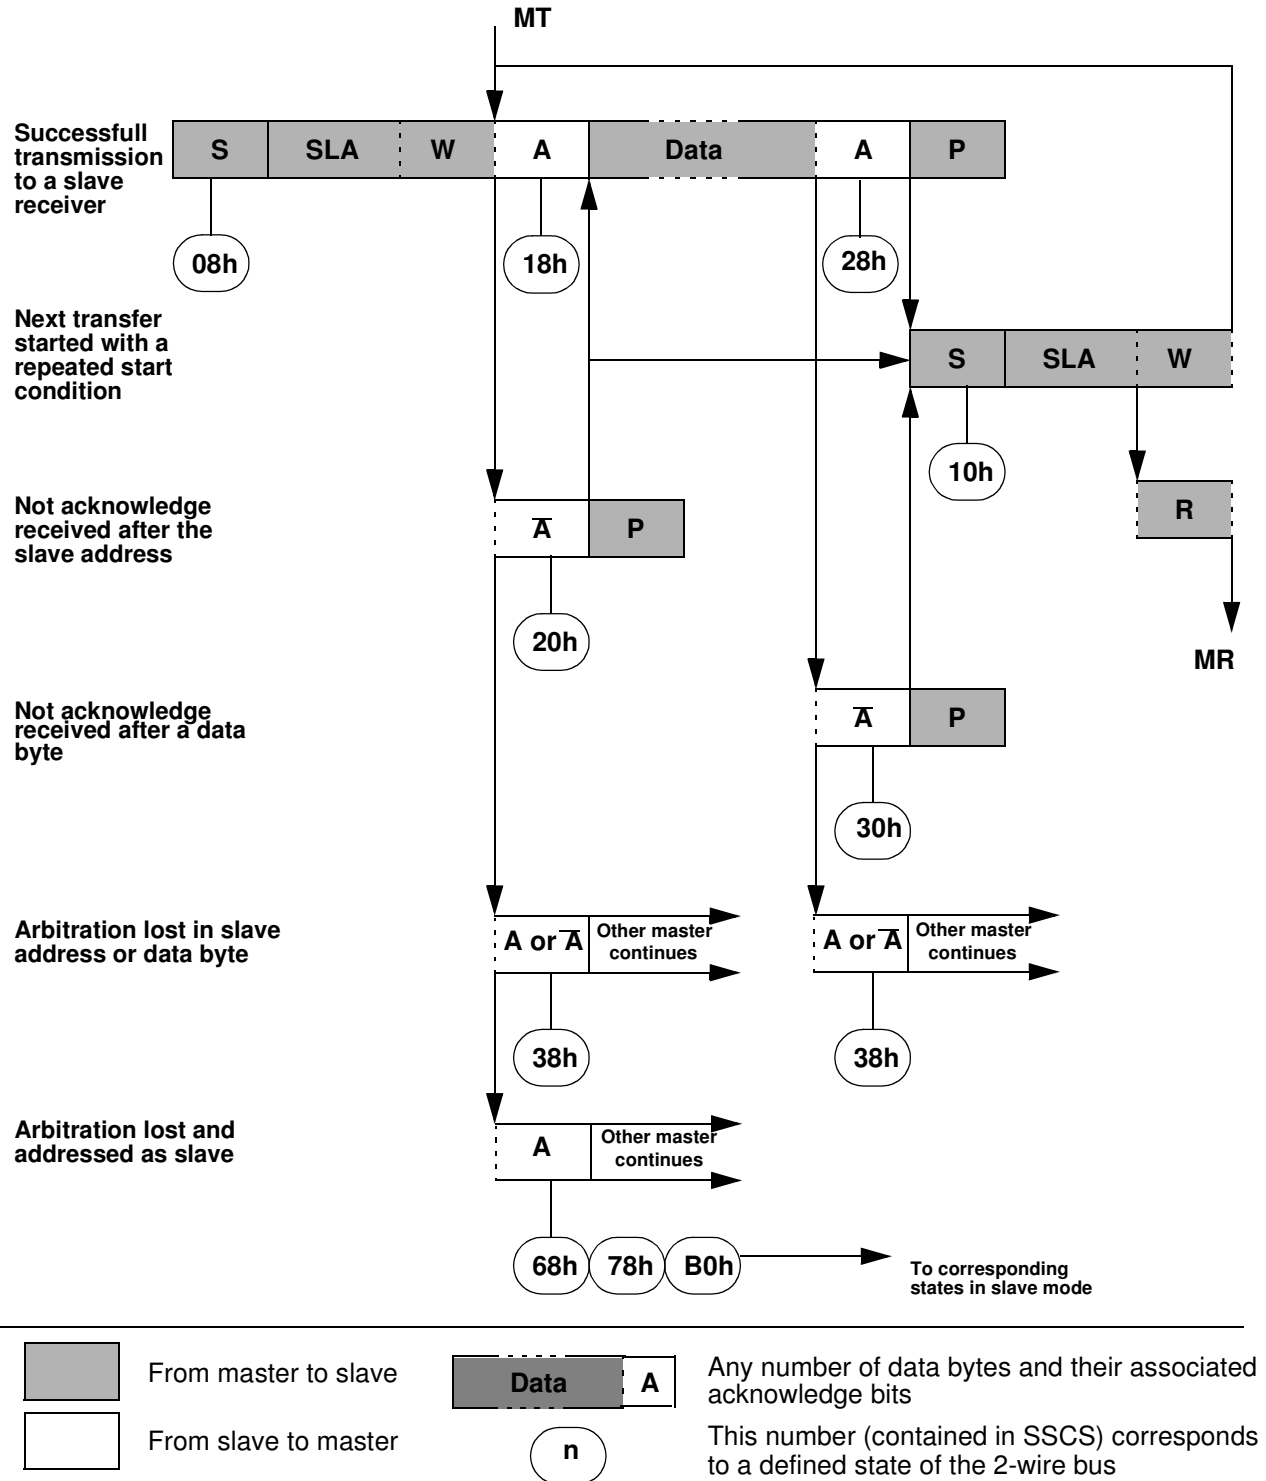 MT
Successfull
transmission
to a slave
receiver
S SLA W A Data A P
08h 18h 28h
Next transfer
started with a
repeated start
condition
S SLA W
10h
Not acknowledge
received after the
slave address
A̅ P
R
20h
MR
Not acknowledge
received after a data
byte
A̅ P
30h
Arbitration lost in slave
address or data byte
A or A̅ Other master
continues
A or A̅ Other master
continues
38h 38h
Arbitration lost and
addressed as slave
A Other master
continues
68h 78h B0h
To corresponding
states in slave mode
From master to slave
Data A
Any number of data bytes and their associated
acknowledge bits
From slave to master
n
This number (contained in SSCS) corresponds
to a defined state of the 2-wire bus